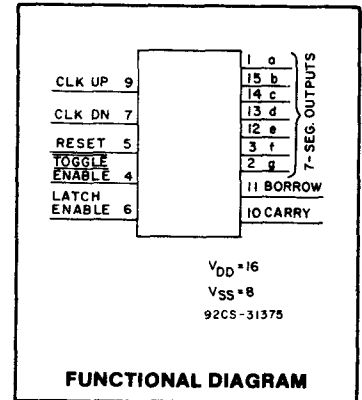 CLK UP 9
CLK DN 7
RESET 5
TOGGLE
ENABLE 4
LATCH
ENABLE 6
1 a
15 b
14 c
13 d
12 e
3 f
2 g
7-SEG. OUTPUTS
11 BORROW
10 CARRY
VDD=16
VSS=8
92CS-31375
FUNCTIONAL DIAGRAM